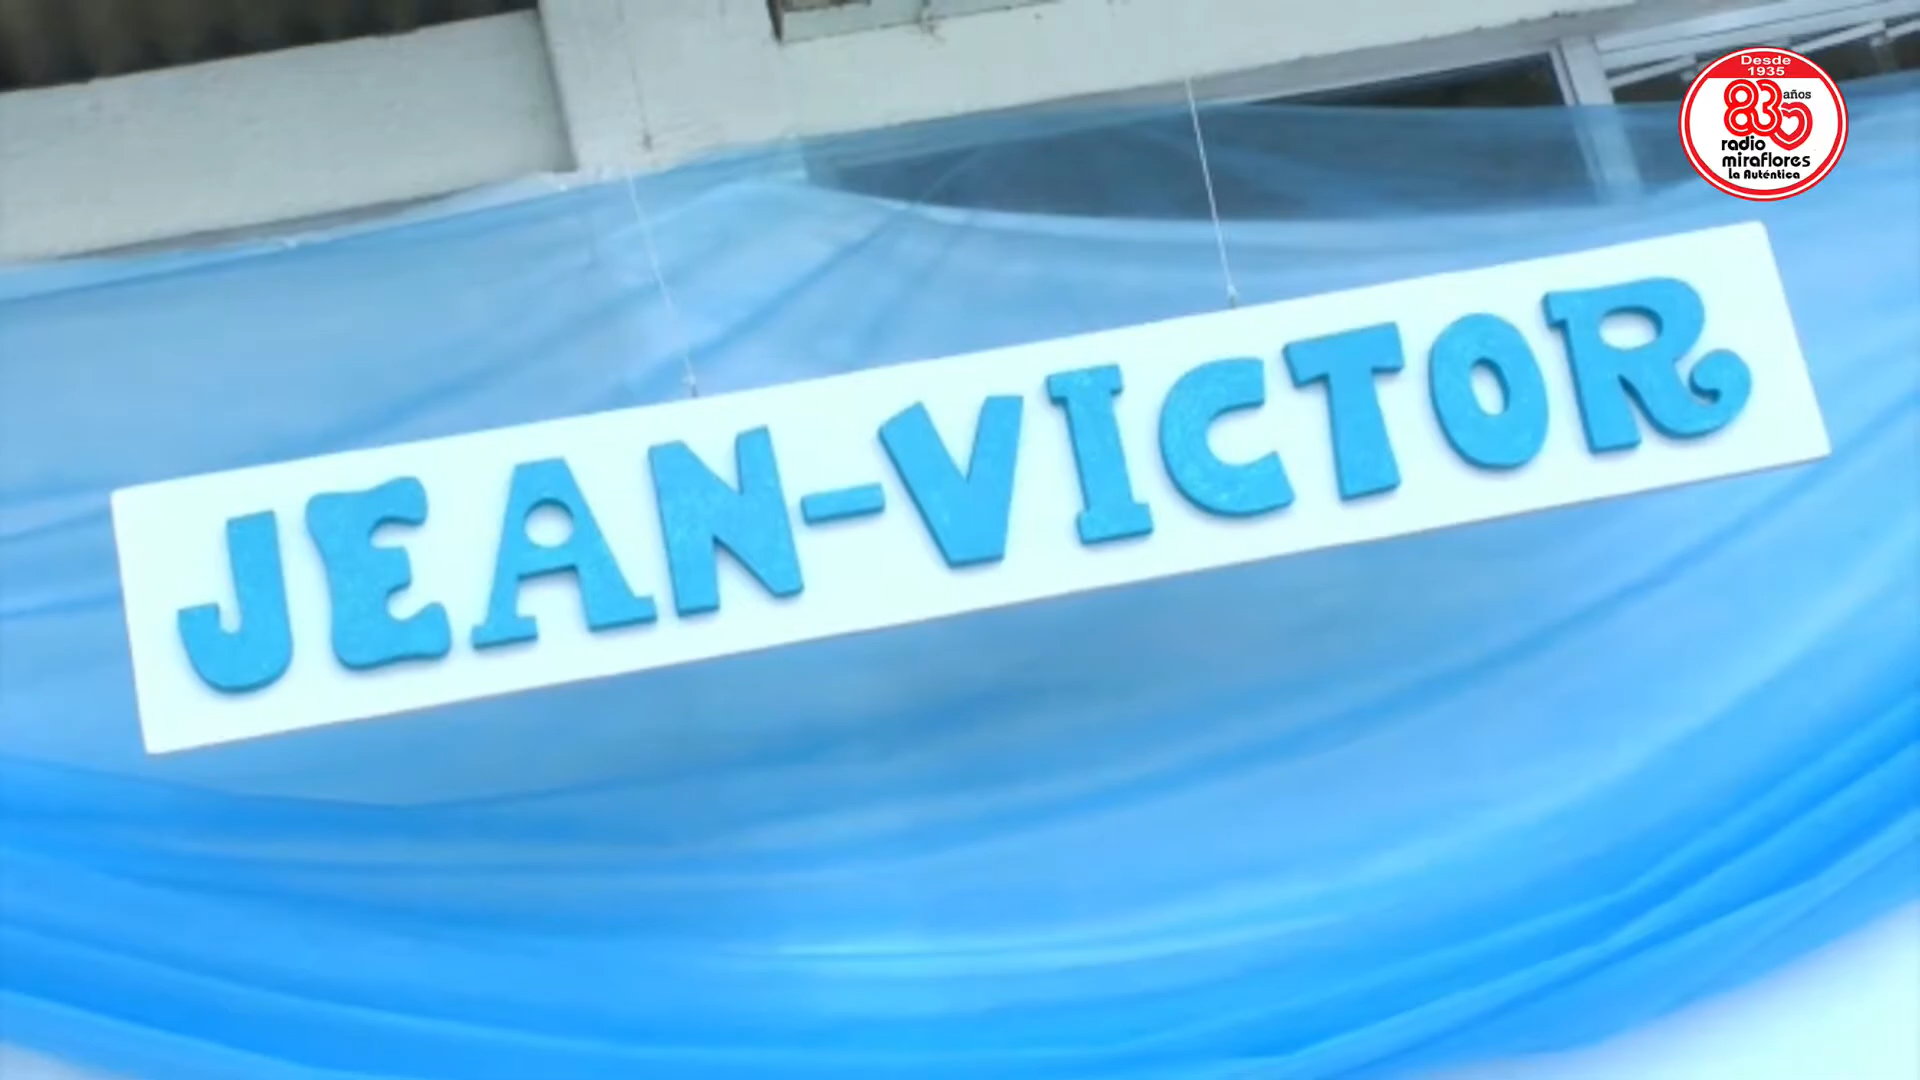 Desde
1935
83 años
radio
miraflores
La Auténtica
JEAN-VICTOR